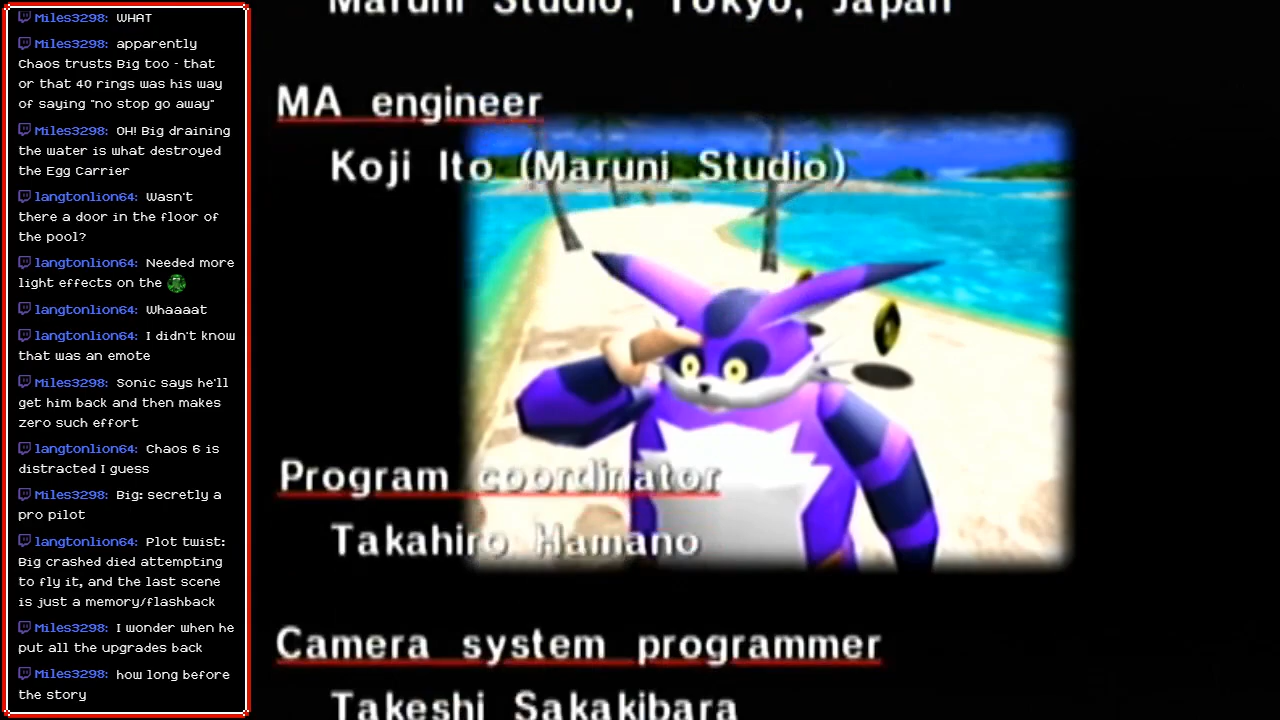 Miles3298: WHAT
Miles3298: apparently
Chaos trusts Big too - that
or that 40 rings was his way
of saying "no stop go away"
Miles3298: OH! Big draining
the water is what destroyed
the Egg Carrier
langtonlion64: Wasn't
there a door in the floor of
the pool?
langtonlion64: Needed more
light effects on the
langtonlion64: Whaaaat
langtonlion64: I didn't know
that was an emote
Miles3298: Sonic says he'll
get him back and then makes
zero such effort
langtonlion64: Chaos 6 is
distracted I guess
Miles3298: Big: secretly a
pro pilot
langtonlion64: Plot twist:
Big crashed died attempting
to fly it, and the last scene
is just a memory/flashback
Miles3298: I wonder when he
put all the upgrades back
Miles3298: how long before
the story
Maruni Studio, Tokyo, Japan
MA engineer
Koji Ito (Maruni Studio)
Program coordinator
Takahiro Hamano
Camera system programmer
Takeshi Sakakibara